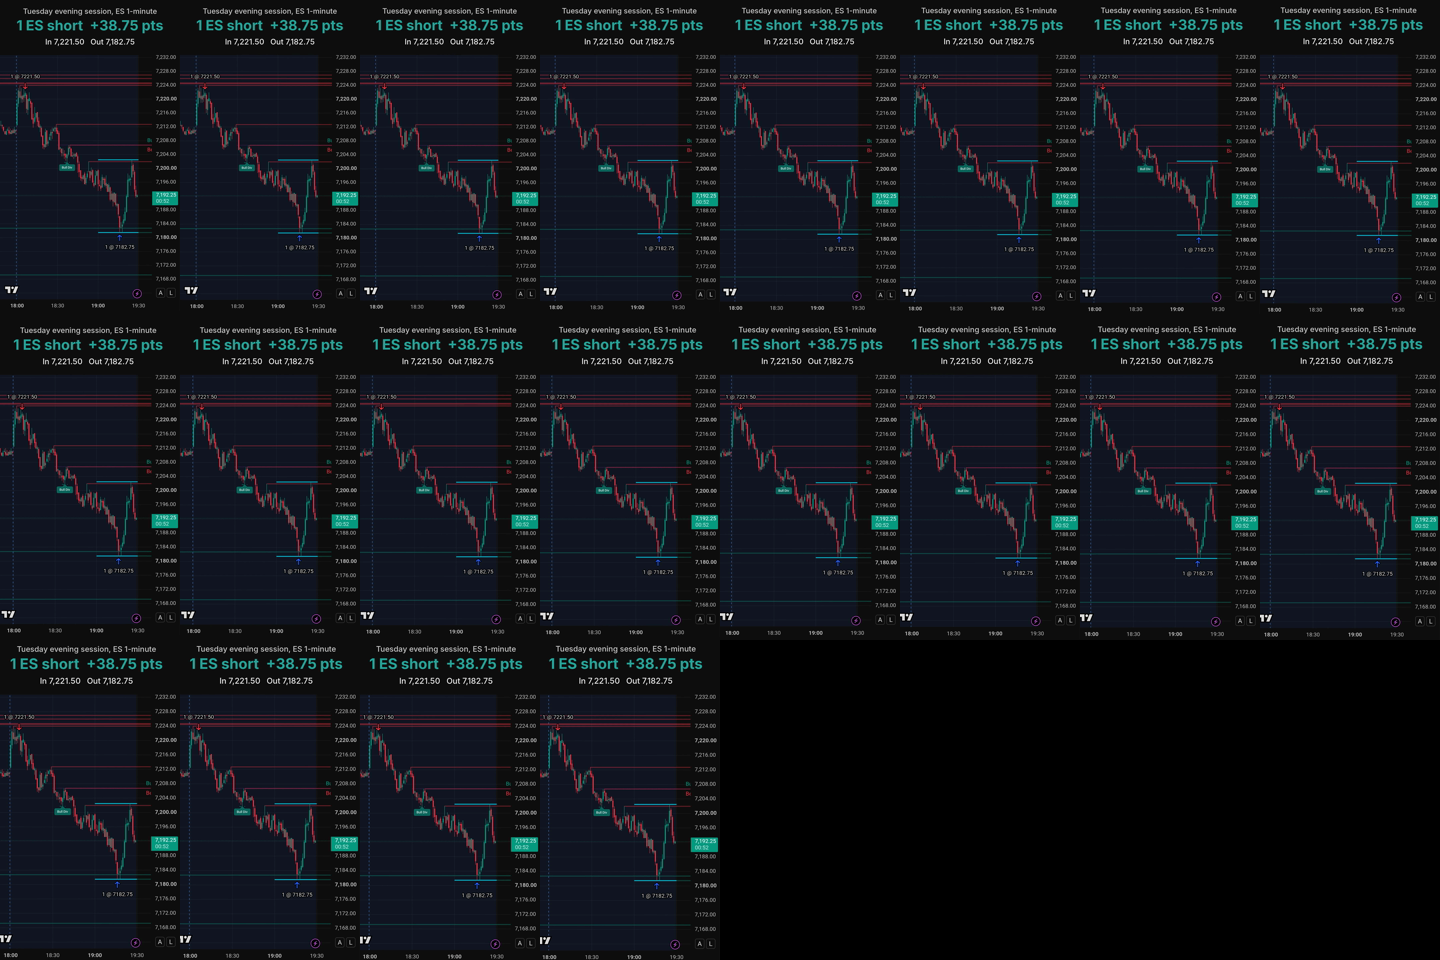 Tuesday evening session, ES 1-minute
1 ES short +38.75 pts
In 7,221.50 Out 7,182.75
7,232.00
1 @ 7221.50
7,228.00
7,224.00
7,220.00
7,216.00
7,212.00
7,208.00
7,204.00
Bull Div
7,200.00
7,196.00
7,192.25
00:52
7,188.00
7,184.00
7,180.00
1 @ 7182.75
7,176.00
7,172.00
7,168.00
A L
18:00 18:30 19:00 19:30